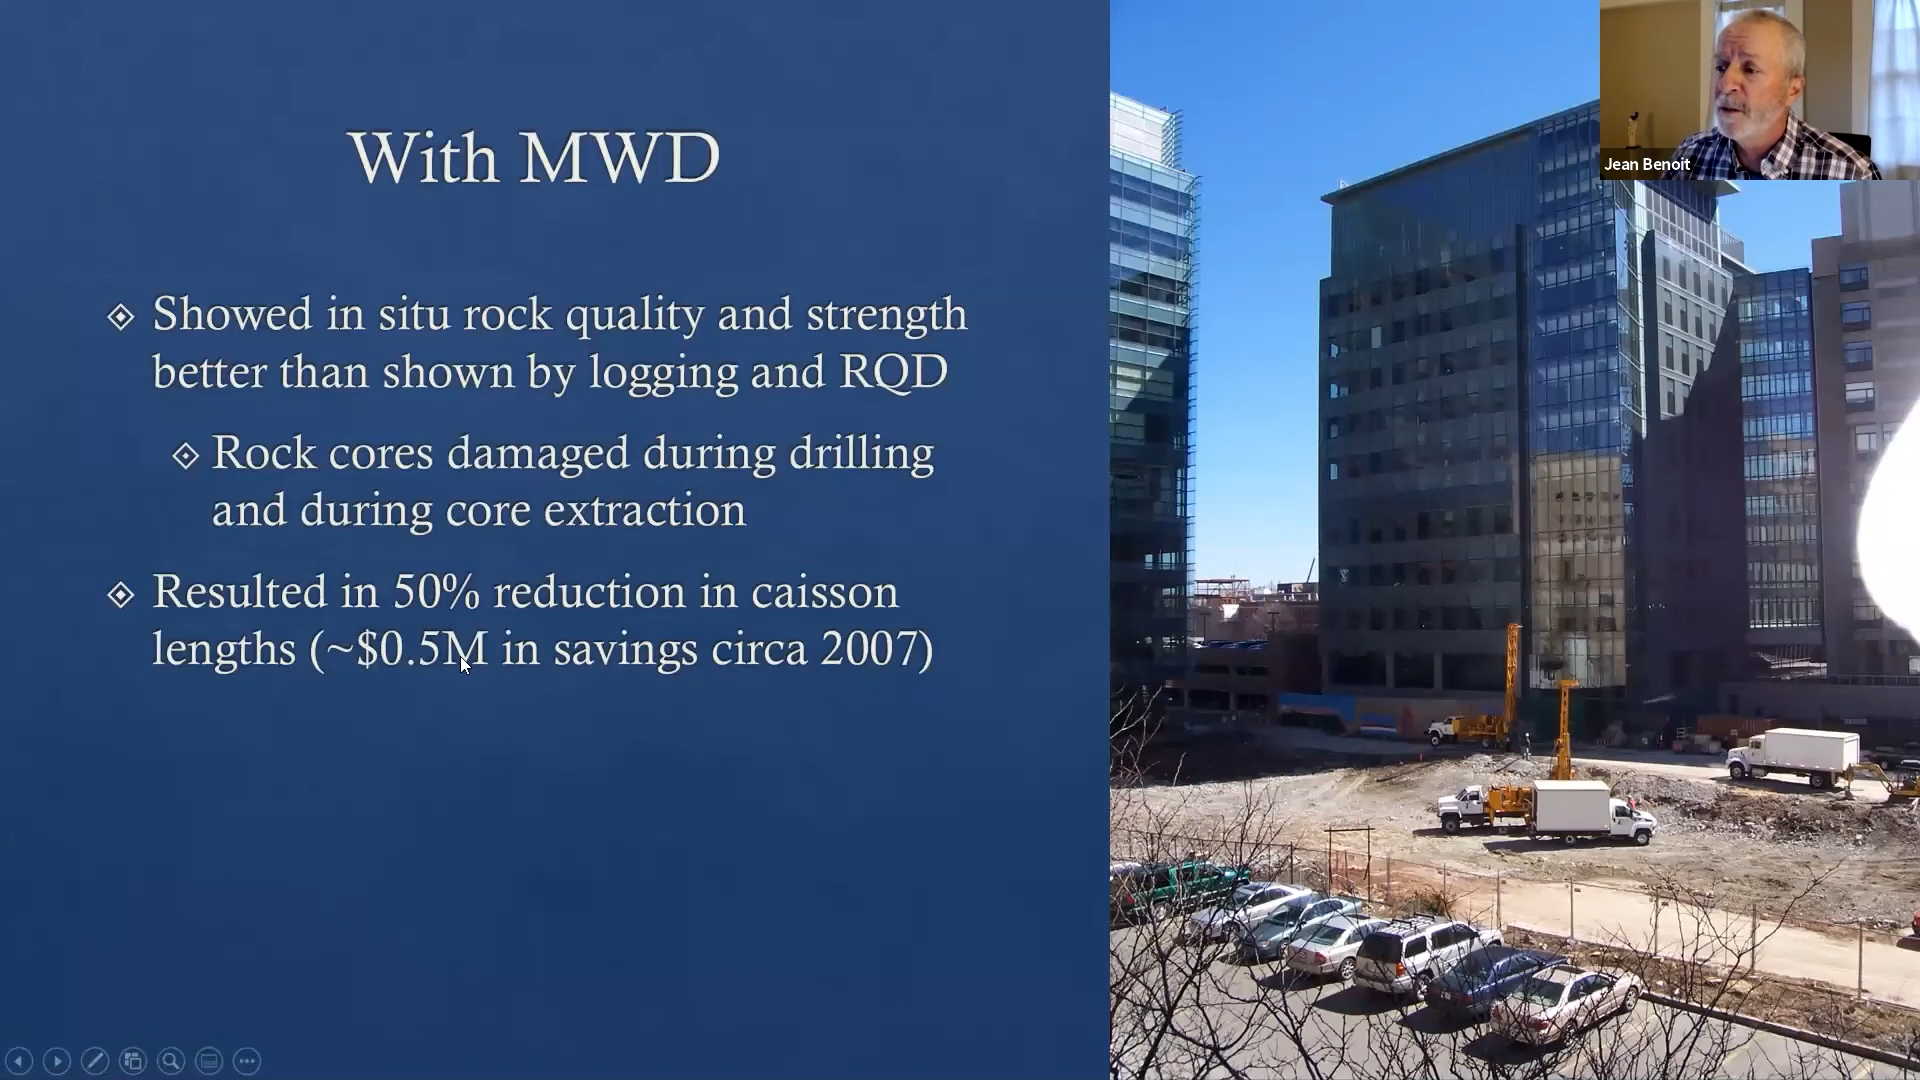 With MWD
Showed in situ rock quality and strength
better than shown by logging and RQD
Rock cores damaged during drilling
and during core extraction
Resulted in 50% reduction in caisson
lengths (~$0.5M in savings circa 2007)
Jean Benoit